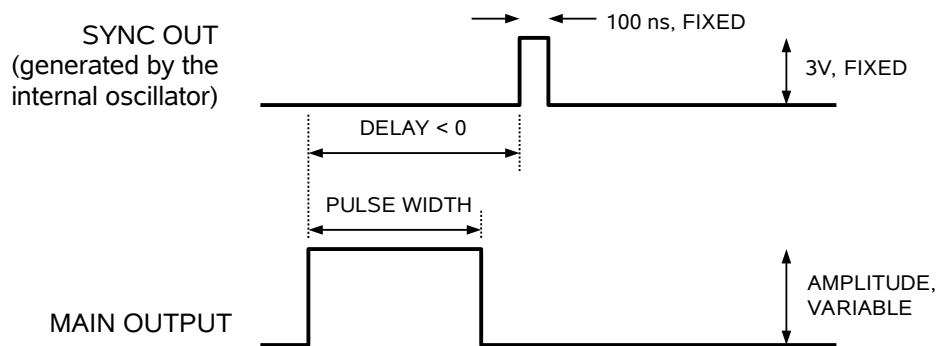 100 ns, FIXED
SYNC OUT
(generated by the
internal oscillator)
3V, FIXED
DELAY < 0
PULSE WIDTH
AMPLITUDE,
VARIABLE
MAIN OUTPUT